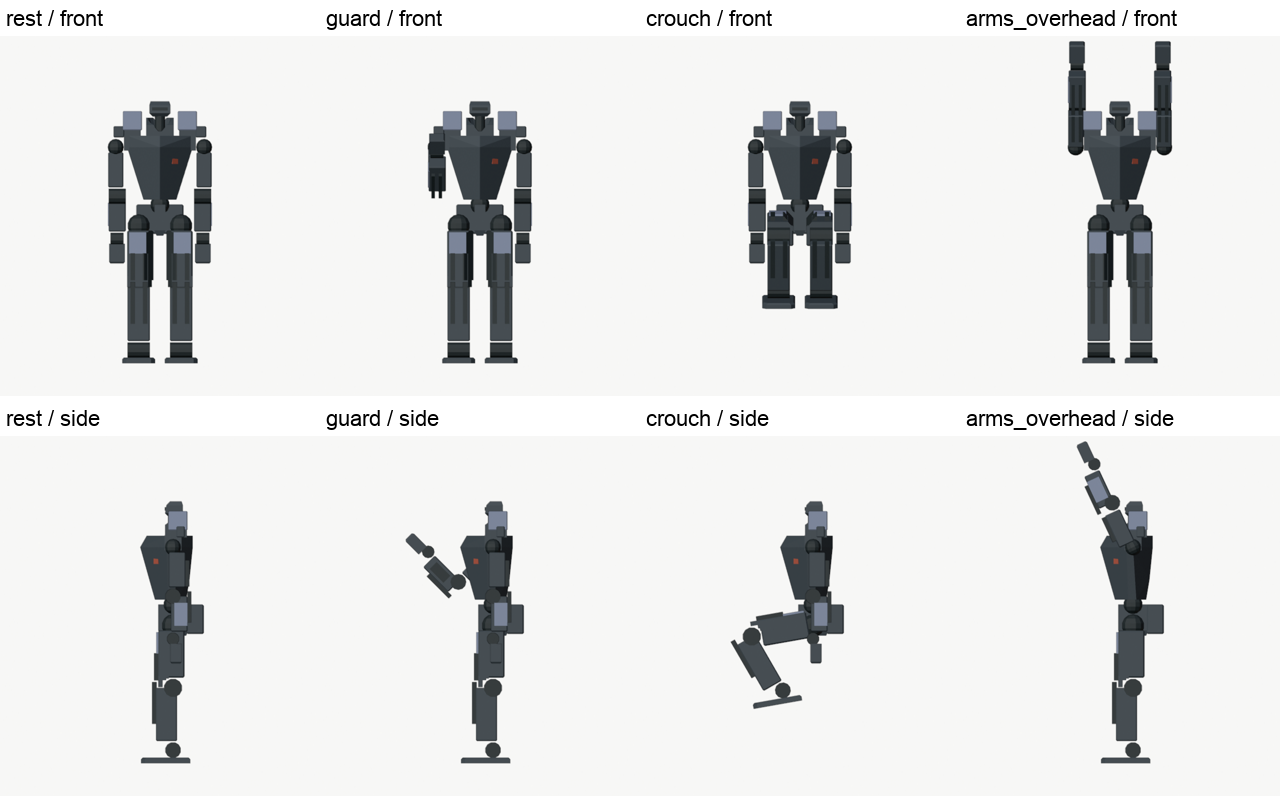 rest / front
guard / front
crouch / front
arms_overhead / front
rest / side
guard / side
crouch / side
arms_overhead / side